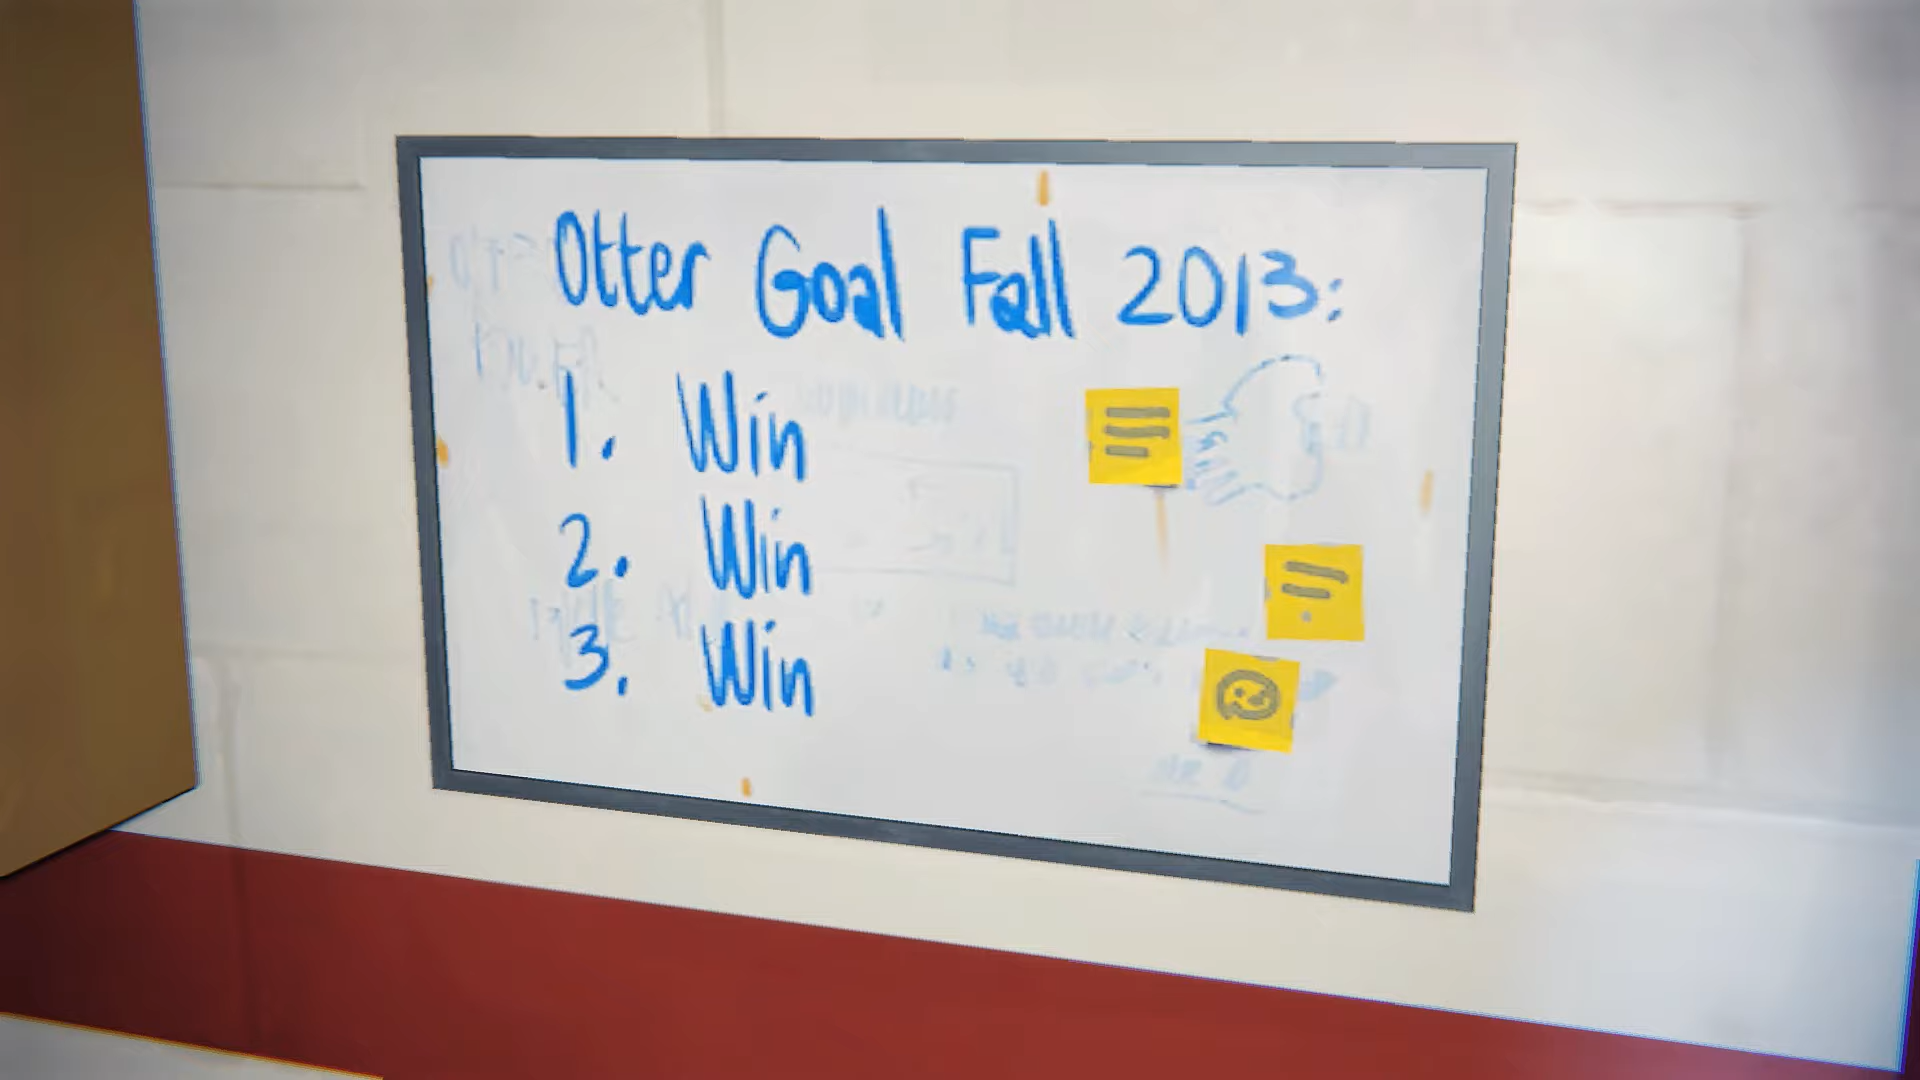 Otter Goal Fall 2013:
1. Win
2. Win
3. Win